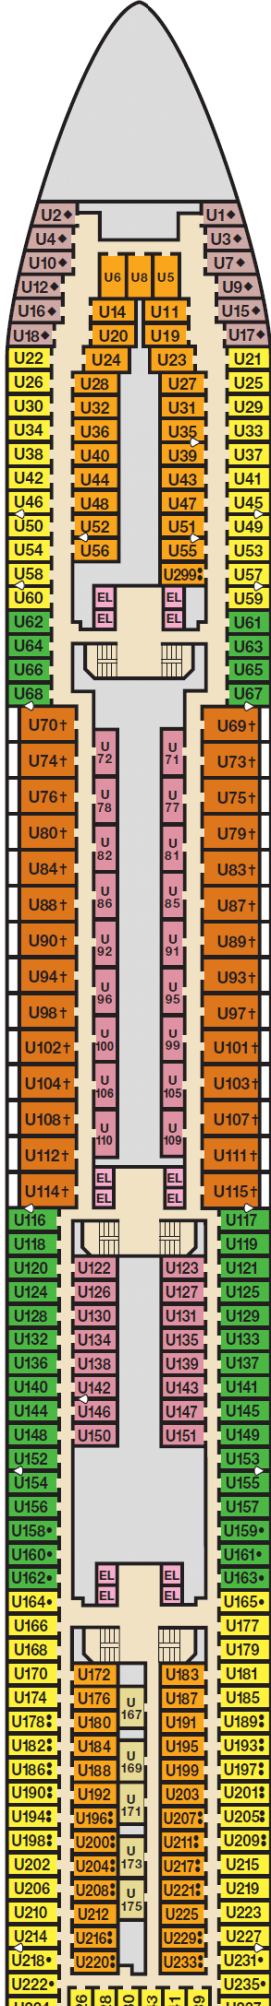 U2◆ U1◆
U4◆ U3◆
U10◆ U6 U8 U5 U7◆
U12◆ U9◆
U16◆ U14 U11 U15◆
U18◆ U20 U19 U17◆
U22 U24 U23 U21
U26 U28 U27 U25
U30 U32 U31 U29
U34 U36 U35 U33
U38 U40 U39 U37
U42 U44 U43 U41
U46 U48 U47 U45
U50 U52 U51 U49
U54 U56 U55 U53
U58 U299: U57
U60 EL EL U59
U62 EL EL U61
U64 U63
U66 U65
U68 U67
U70† U69†
U74† U72 U71 U73†
U76† U78 U77 U75†
U80† U79†
U84† U82 U81 U83†
U88† U86 U85 U87†
U90† U92 U91 U89†
U94† U96 U95 U93†
U98† U97†
U102† U100 U99 U101†
U104† U106 U105 U103†
U108† U107†
U112† U110 U109 U111†
U114† EL EL U115†
EL EL
U116 U117
U118 U119
U120 U122 U123 U121
U124 U126 U127 U125
U128 U130 U131 U129
U132 U134 U135 U133
U136 U138 U139 U137
U140 U142 U143 U141
U144 U146 U147 U145
U148 U150 U151 U149
U152 U153
U154 U155
U156 U157
U158• U159•
U160• U161•
U162• EL EL U163•
U164• EL EL U165•
U166 U177
U168 U179
U170 U172 U183 U181
U174 U176 U167 U187 U185
U178: U180 U191 U189:
U182: U184 U169 U195 U193:
U186: U188 U199 U197:
U190: U192 U171 U203 U201:
U194: U196: U207: U205:
U198: U200: U211: U209:
U202 U204: U173 U217: U215
U206 U208: U175 U221: U219
U210 U212 U225 U223
U214 U216: U229: U227
U218• U220: U233: U231•
U222• U235•